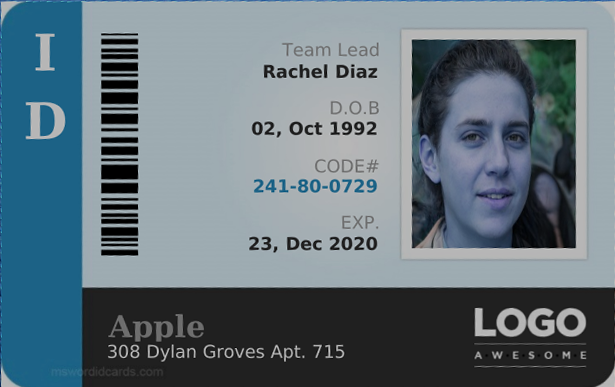 I
D
Team Lead
Rachel Diaz
D.O.B
02, Oct 1992
CODE#
241-80-0729
EXP.
23, Dec 2020
Apple
308 Dylan Groves Apt. 715
LOGO
A•W•E•S•O•M•E
mswordidcards.com